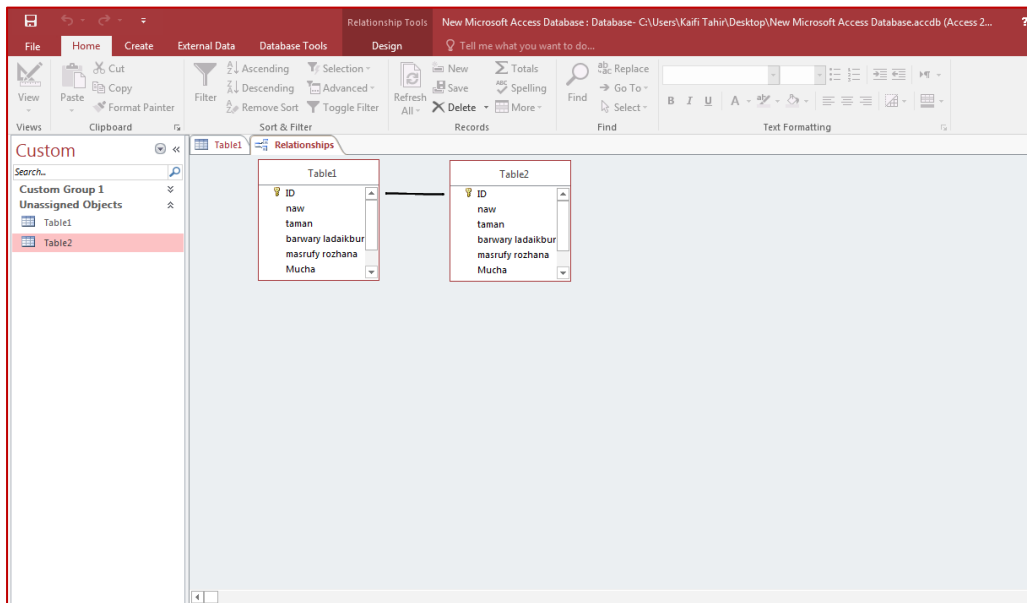 Relationship Tools
New Microsoft Access Database : Database- C:\Users\Kaifi Tahir\Desktop\New Microsoft Access Database.accdb (Access 2...
?
File
Home
Create
External Data
Database Tools
Design
Tell me what you want to do...
View
Views
Paste
Cut
Copy
Format Painter
Clipboard
Filter
Ascending
Descending
Remove Sort
Selection
Advanced
Toggle Filter
Sort & Filter
Refresh All
New
Save
Delete
Totals
Spelling
More
Records
Find
Replace
Go To
Select
Find
B I U A
Text Formatting
Custom
Search...
Custom Group 1
Unassigned Objects
Table1
Table2
Table1
Relationships
Table1
ID
naw
taman
barwary ladaikbur
masrufy rozhana
Mucha
Table2
ID
naw
taman
barwary ladaikbur
masrufy rozhana
Mucha